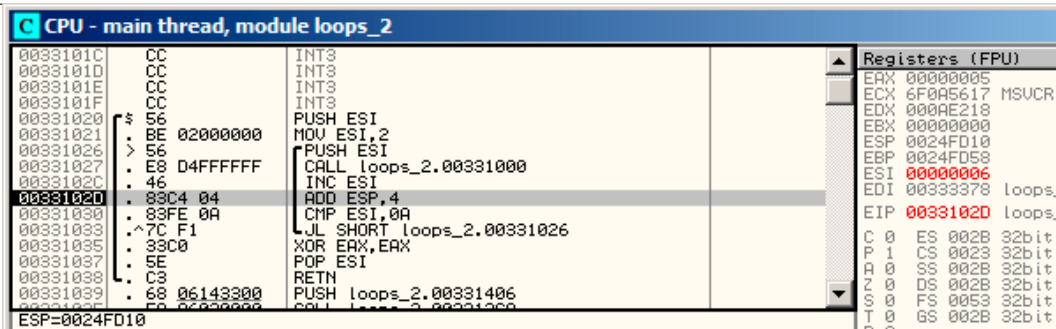 C CPU - main thread, module loops_2
0033101C CC INT3
0033101D CC INT3
0033101E CC INT3
0033101F CC INT3
00331020 $ 56 PUSH ESI
00331021 . BE 02000000 MOV ESI,2
00331026 > 56 PUSH ESI
00331027 . E8 D4FFFFFF CALL loops_2.00331000
0033102C . 46 INC ESI
0033102D . 83C4 04 ADD ESP,4
00331030 . 83FE 0A CMP ESI,0A
00331033 .^7C F1 JL SHORT loops_2.00331026
00331035 . 33C0 XOR EAX,EAX
00331037 . 5E POP ESI
00331038 . C3 RETN
00331039 . 68 06143300 PUSH loops_2.00331406
ESP=0024FD10
Registers (FPU)
EAX 00000005
ECX 6F0A5617 MSVCR
EDX 000AE218
EBX 00000000
ESP 0024FD10
EBP 0024FD58
ESI 00000006
EDI 00333378 loops_
EIP 0033102D loops_
C 0 ES 002B 32bit
P 1 CS 0023 32bit
A 0 SS 002B 32bit
Z 0 DS 002B 32bit
S 0 FS 0053 32bit
T 0 GS 002B 32bit